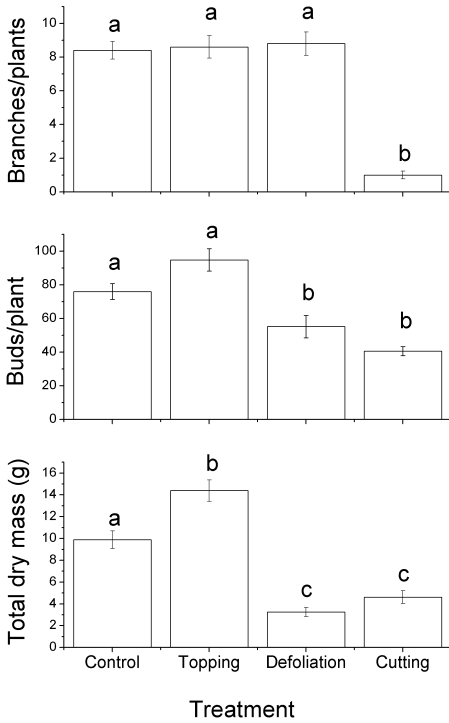 Branches/plants
10
8
6
4
2
0
a
a
a
b
Buds/plant
100
80
60
40
20
0
a
a
b
b
Total dry mass (g)
16
14
12
10
8
6
4
2
0
a
b
c
c
Control Topping Defoliation Cutting
Treatment